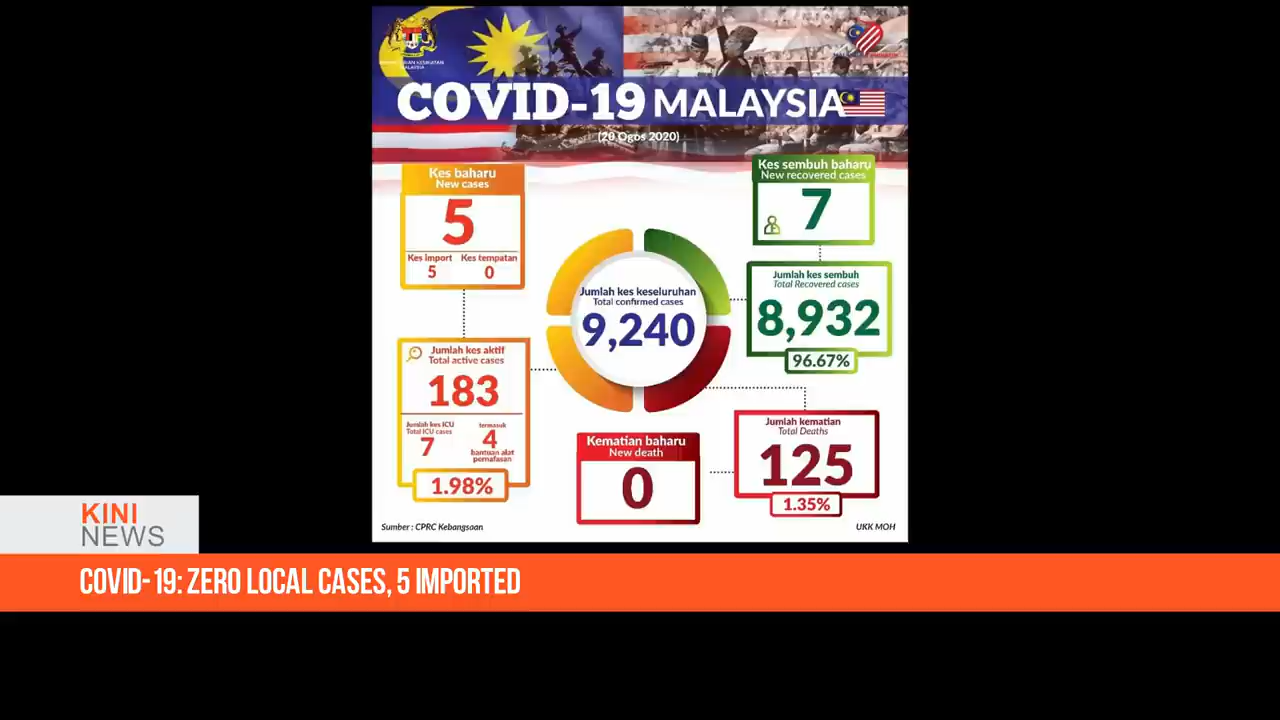 COVID-19 MALAYSIA
Kes baharu
New cases
5
Kes import Kes tempatan
5 0
Kes sembuh baharu
New recovered cases
7
Jumlah kes keseluruhan
Total confirmed cases
9,240
Jumlah kes sembuh
Total Recovered cases
8,932
96.67%
Jumlah kes aktif
Total active cases
183
Jumlah kes ICU
Total ICU cases
7
termasuk
4
bantuan alat
pernafasan
1.98%
Kematian baharu
New death
0
Jumlah kematian
Total Deaths
125
1.35%
Sumber : CPRC Kebangsaan
UKK MOH
KINI
NEWS
COVID-19: ZERO LOCAL CASES, 5 IMPORTED